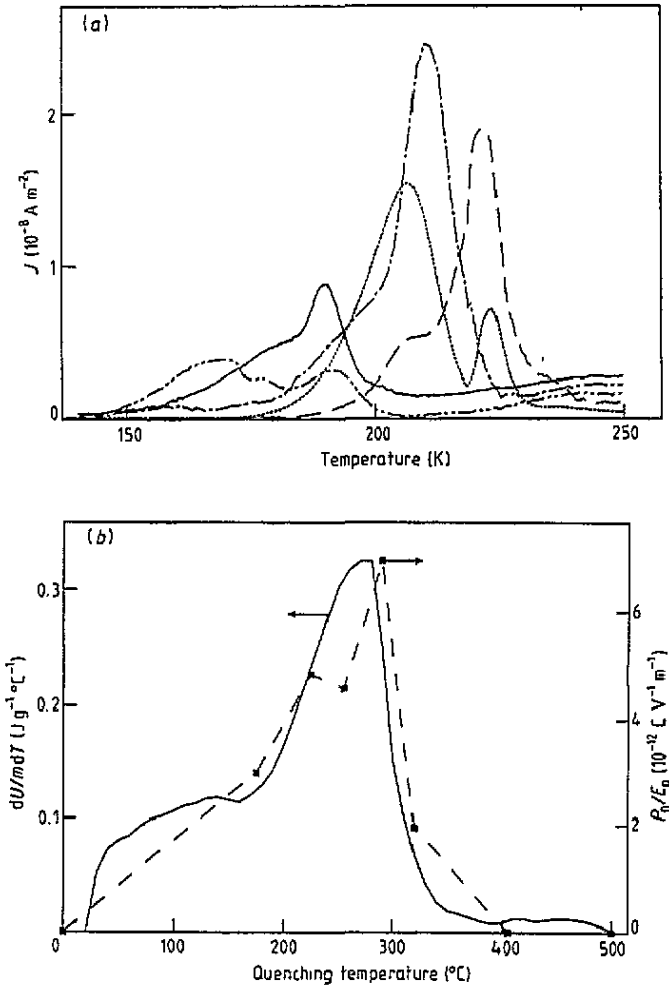 (a)
2
1
0
J (10⁻⁸ A m⁻²)
150
200
250
Temperature (K)
(b)
0.3
0.2
0.1
dU/mdT (J g⁻¹ °C⁻¹)
6
4
2
0
Pₙ/Eₙ (10⁻¹² C V⁻¹ m⁻¹)
0
100
200
300
400
500
Quenching temperature (°C)